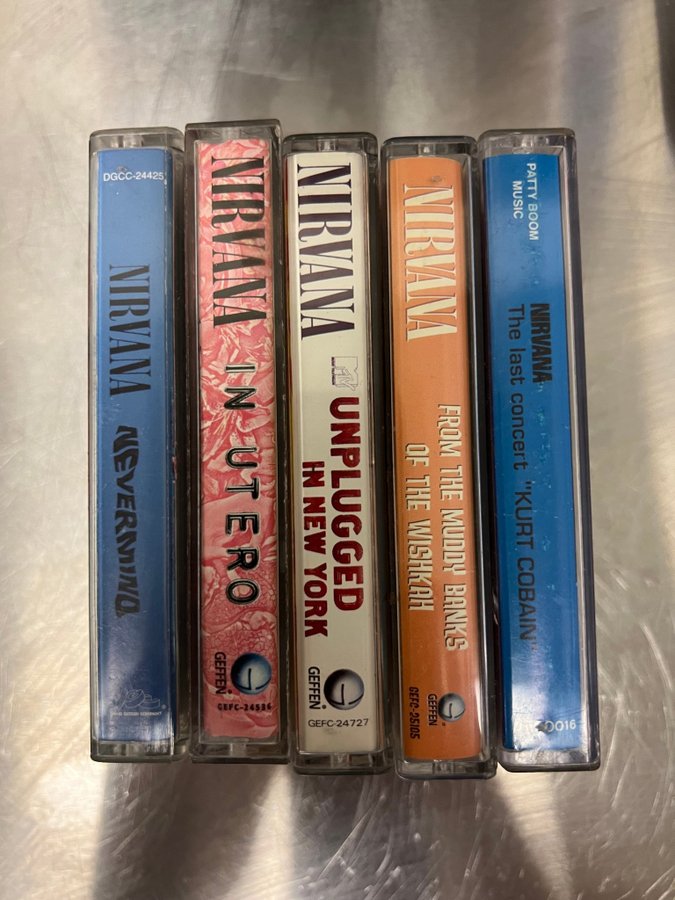 DGCC-24425
NIRVANA NEVERMIND
NIRVANA IN UTERO
GEFFEN
GEFC-24536
NIRVANA
MTV
UNPLUGGED
IN NEW YORK
GEFFEN
GEFC-24727
NIRVANA
FROM THE MUDDY BANKS
OF THE WISHKAH
GEFFEN
GEFC-25105
PATTY BOOM
MUSIC
NIRVANA
The last concert "KURT COBAIN"